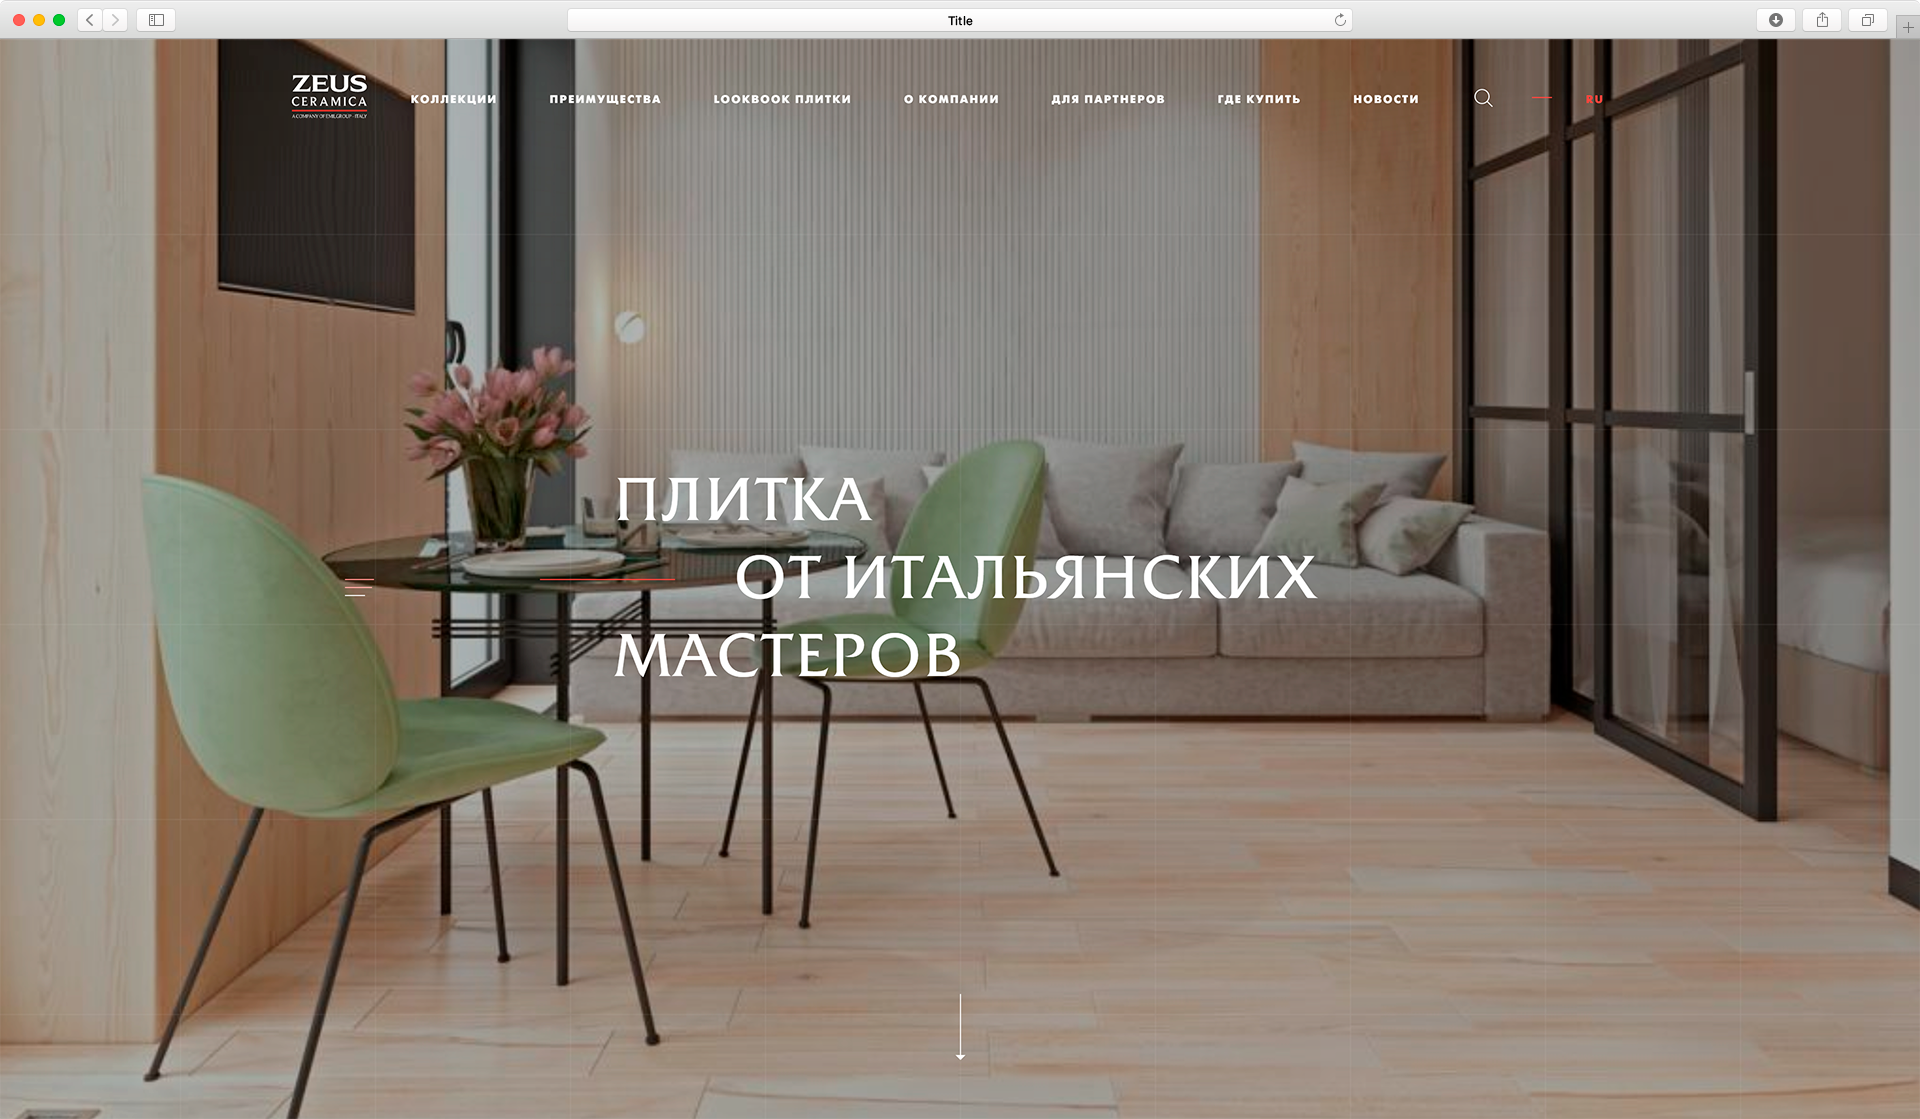 Title
ZEUS
CERAMICA
A COMPANY OF EMILGROUP - ITALY
КОЛЛЕКЦИИ ПРЕИМУЩЕСТВА LOOKBOOK ПЛИТКИ О КОМПАНИИ ДЛЯ ПАРТНЕРОВ ГДЕ КУПИТЬ НОВОСТИ RU
ПЛИТКА
ОТ ИТАЛЬЯНСКИХ
МАСТЕРОВ